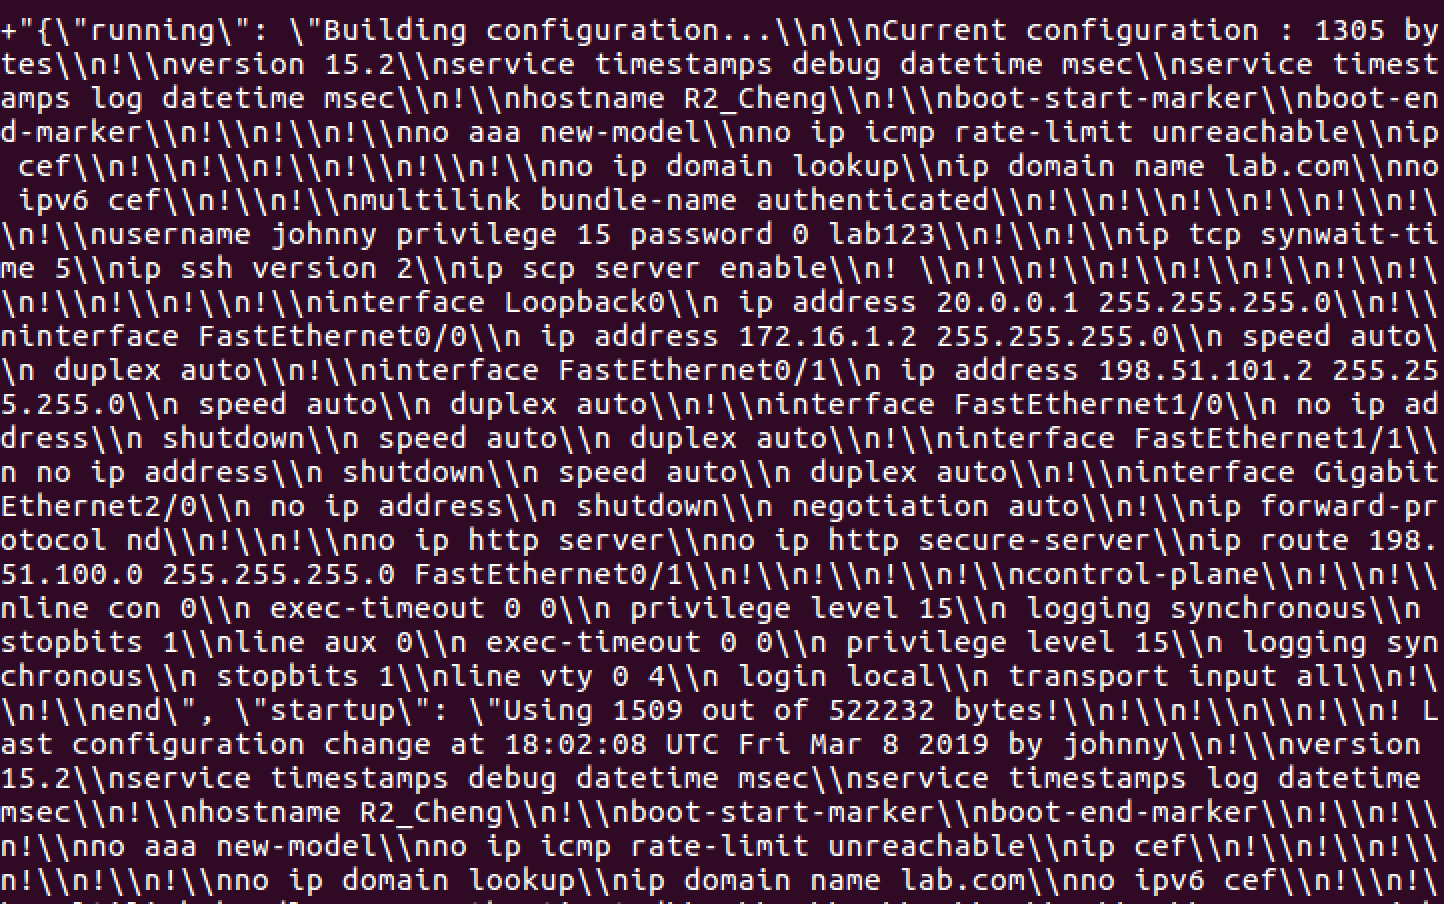 +"{\"running\": \"Building configuration...\\n\\nCurrent configuration : 1305 by
tes\\n!\\nversion 15.2\\nservice timestamps debug datetime msec\\nservice timest
amps log datetime msec\\n!\\nhostname R2_Cheng\\n!\\nboot-start-marker\\nboot-en
d-marker\\n!\\n!\\n!\\nno aaa new-model\\nno ip icmp rate-limit unreachable\\nip
 cef\\n!\\n!\\n!\\n!\\n!\\n!\\nno ip domain lookup\\nip domain name lab.com\\nno
 ipv6 cef\\n!\\n!\\nmultilink bundle-name authenticated\\n!\\n!\\n!\\n!\\n!\\n!\
\n!\\nusername johnny privilege 15 password 0 lab123\\n!\\n!\\nip tcp synwait-ti
me 5\\nip ssh version 2\\nip scp server enable\\n! \\n!\\n!\\n!\\n!\\n!\\n!\\n!\
\n!\\n!\\n!\\n!\\ninterface Loopback0\\n ip address 20.0.0.1 255.255.255.0\\n!\\
ninterface FastEthernet0/0\\n ip address 172.16.1.2 255.255.255.0\\n speed auto\
\n duplex auto\\n!\\ninterface FastEthernet0/1\\n ip address 198.51.101.2 255.25
5.255.0\\n speed auto\\n duplex auto\\n!\\ninterface FastEthernet1/0\\n no ip ad
dress\\n shutdown\\n speed auto\\n duplex auto\\n!\\ninterface FastEthernet1/1\\
n no ip address\\n shutdown\\n speed auto\\n duplex auto\\n!\\ninterface Gigabit
Ethernet2/0\\n no ip address\\n shutdown\\n negotiation auto\\n!\\nip forward-pr
otocol nd\\n!\\n!\\nno ip http server\\nno ip http secure-server\\nip route 198.
51.100.0 255.255.255.0 FastEthernet0/1\\n!\\n!\\n!\\n!\\ncontrol-plane\\n!\\n!\\
nline con 0\\n exec-timeout 0 0\\n privilege level 15\\n logging synchronous\\n
stopbits 1\\nline aux 0\\n exec-timeout 0 0\\n privilege level 15\\n logging syn
chronous\\n stopbits 1\\nline vty 0 4\\n login local\\n transport input all\\n!\
\n!\\nend\", \"startup\": \"Using 1509 out of 522232 bytes!\\n!\\n!\\n\\n!\\n! L
ast configuration change at 18:02:08 UTC Fri Mar 8 2019 by johnny\\n!\\nversion
15.2\\nservice timestamps debug datetime msec\\nservice timestamps log datetime
msec\\n!\\nhostname R2_Cheng\\n!\\nboot-start-marker\\nboot-end-marker\\n!\\n!\\
n!\\nno aaa new-model\\nno ip icmp rate-limit unreachable\\nip cef\\n!\\n!\\n!\\
n!\\n!\\n!\\nno ip domain lookup\\nip domain name lab.com\\nno ipv6 cef\\n!\\n!\